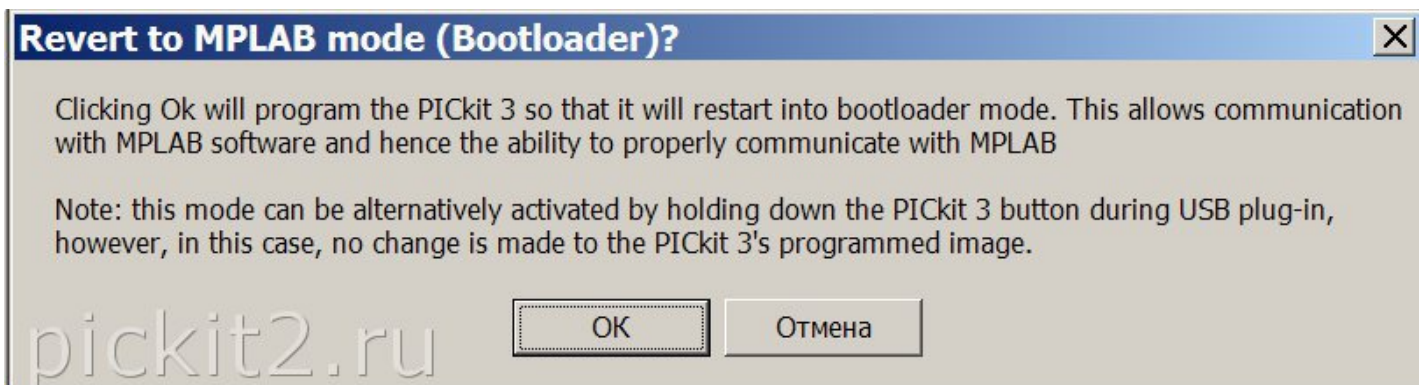 Revert to MPLAB mode (Bootloader)?
Clicking Ok will program the PICkit 3 so that it will restart into bootloader mode. This allows communication
with MPLAB software and hence the ability to properly communicate with MPLAB
Note: this mode can be alternatively activated by holding down the PICkit 3 button during USB plug-in,
however, in this case, no change is made to the PICkit 3's programmed image.
OK
Отмена
pickit2.ru